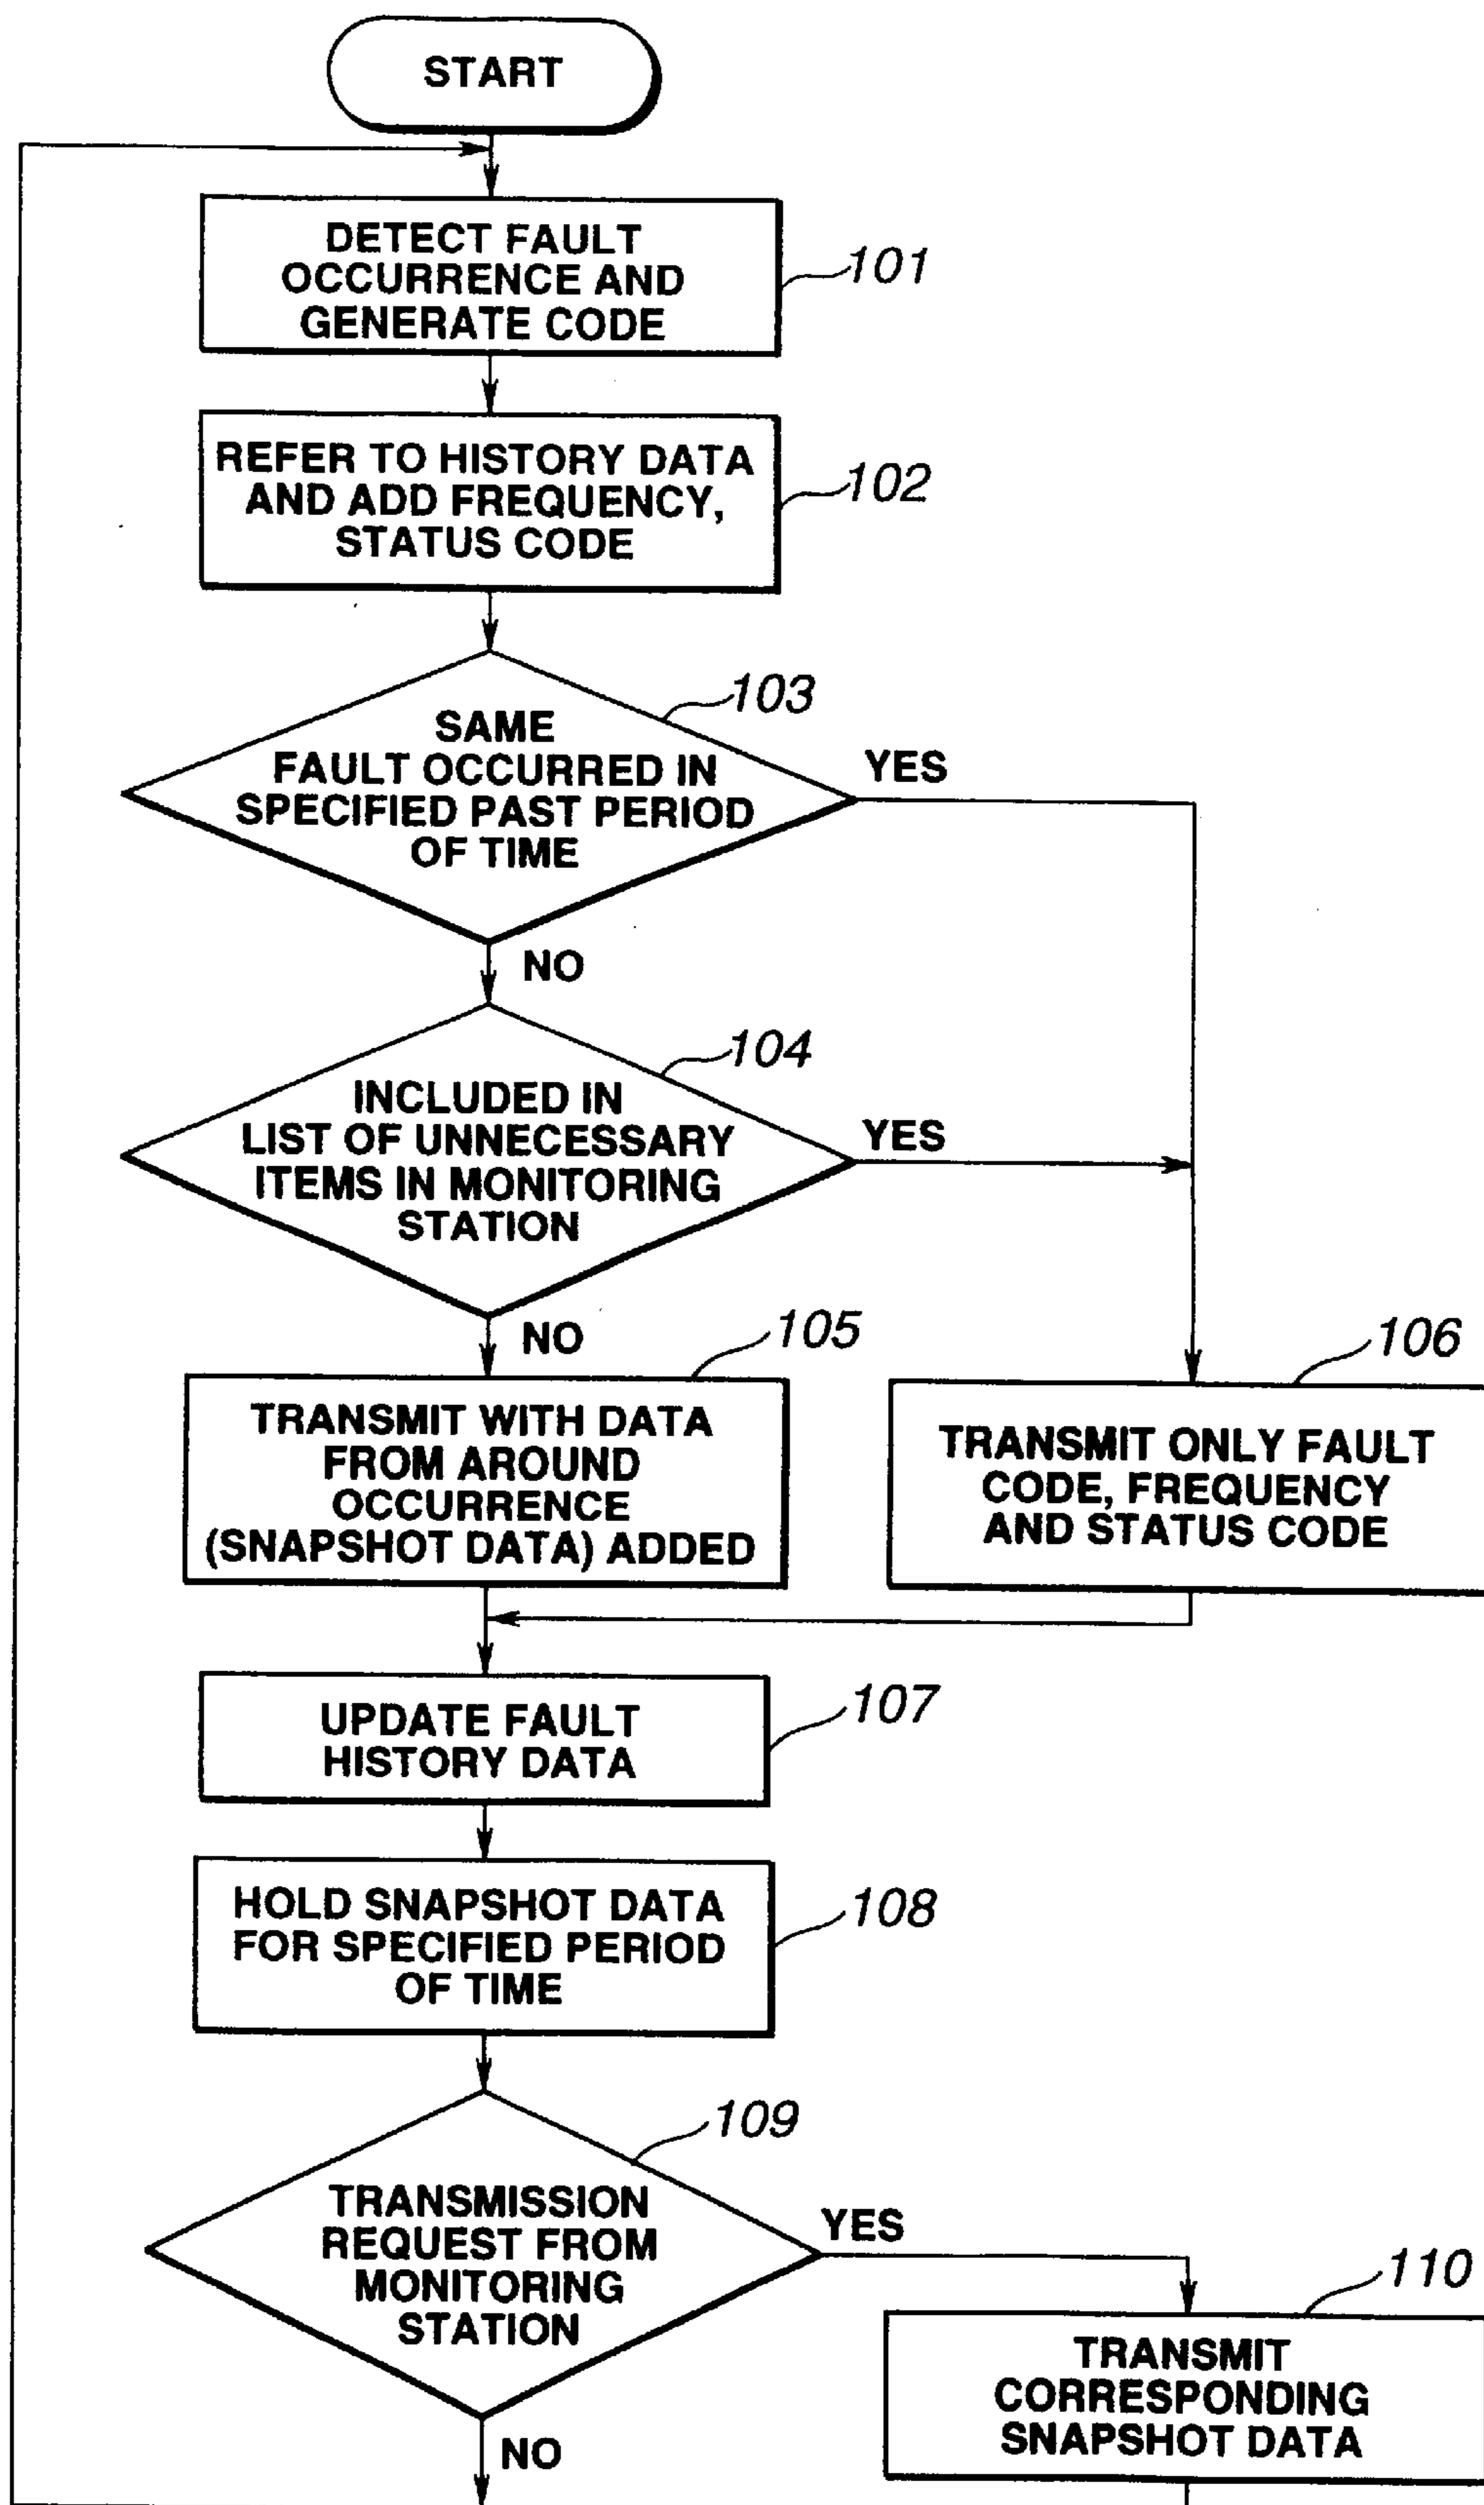 START
DETECT FAULT
OCCURRENCE AND
GENERATE CODE
101
REFER TO HISTORY DATA
AND ADD FREQUENCY,
STATUS CODE
102
103
SAME
FAULT OCCURRED IN
SPECIFIED PAST PERIOD
OF TIME
YES
NO
104
INCLUDED IN
LIST OF UNNECESSARY
ITEMS IN MONITORING
STATION
YES
NO
105
TRANSMIT WITH DATA
FROM AROUND
OCCURRENCE
(SNAPSHOT DATA) ADDED
106
TRANSMIT ONLY FAULT
CODE, FREQUENCY
AND STATUS CODE
UPDATE FAULT
HISTORY DATA
107
HOLD SNAPSHOT DATA
FOR SPECIFIED PERIOD
OF TIME
108
109
TRANSMISSION
REQUEST FROM
MONITORING
STATION
YES
NO
110
TRANSMIT
CORRESPONDING
SNAPSHOT DATA